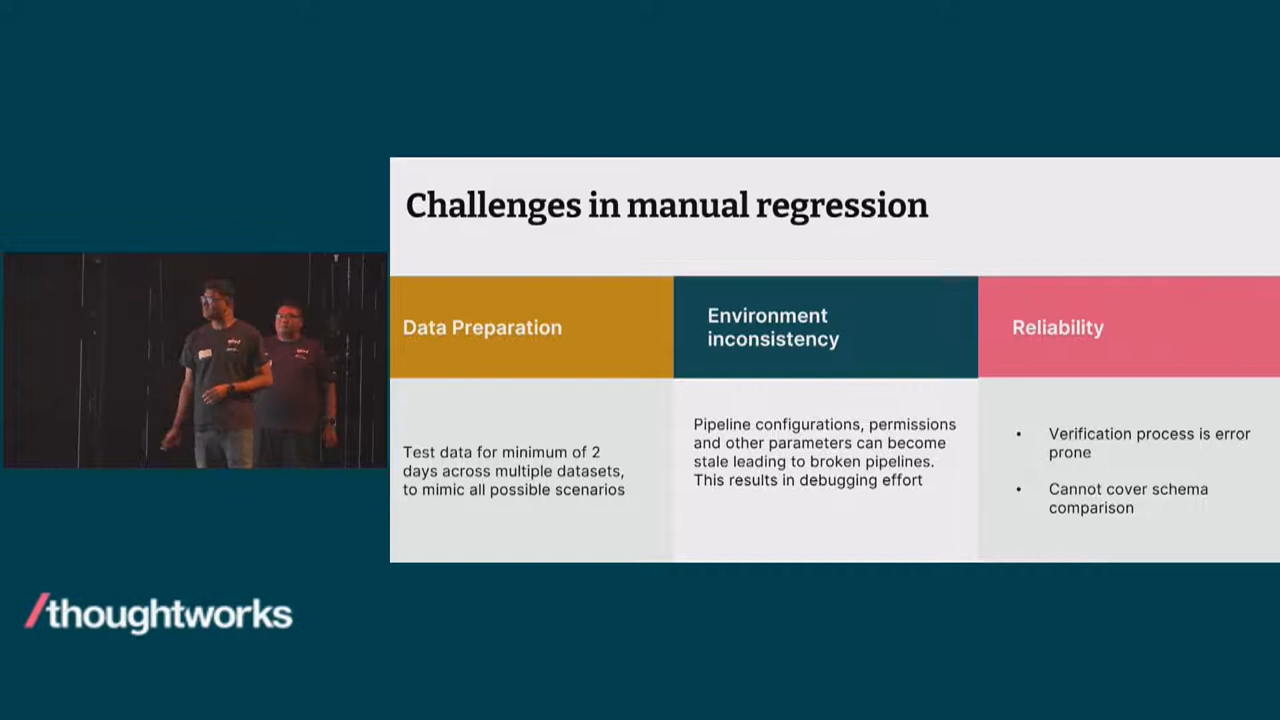 Challenges in manual regression
Data Preparation
Environment
inconsistency
Reliability
Test data for minimum of 2
days across multiple datasets,
to mimic all possible scenarios
Pipeline configurations, permissions
and other parameters can become
stale leading to broken pipelines.
This results in debugging effort
• Verification process is error
prone
• Cannot cover schema
comparison
/thoughtworks